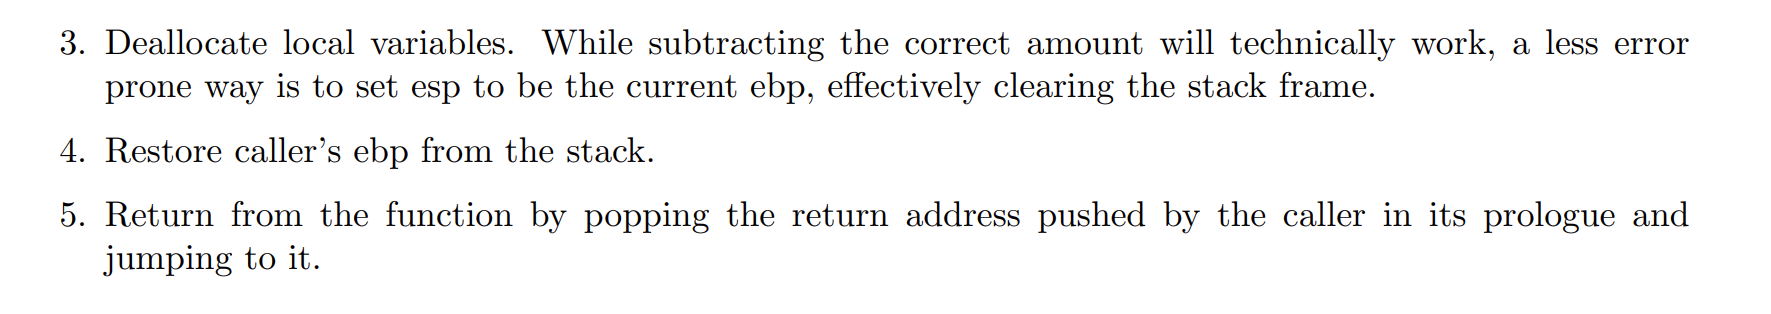 3. Deallocate local variables. While subtracting the correct amount will technically work, a less error
prone way is to set esp to be the current ebp, effectively clearing the stack frame.
4. Restore caller’s ebp from the stack.
5. Return from the function by popping the return address pushed by the caller in its prologue and
jumping to it.